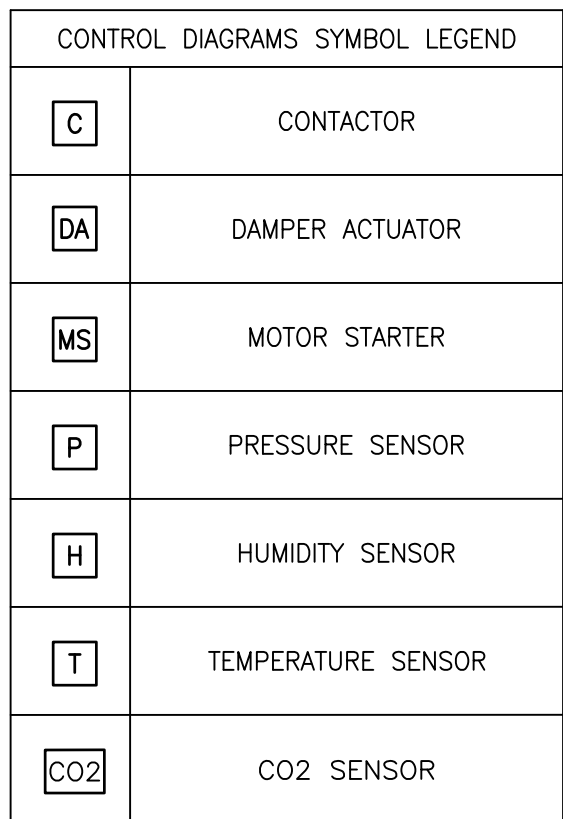 CONTROL DIAGRAMS SYMBOL LEGEND
C CONTACTOR
DA DAMPER ACTUATOR
MS MOTOR STARTER
P PRESSURE SENSOR
H HUMIDITY SENSOR
T TEMPERATURE SENSOR
CO2 CO2 SENSOR